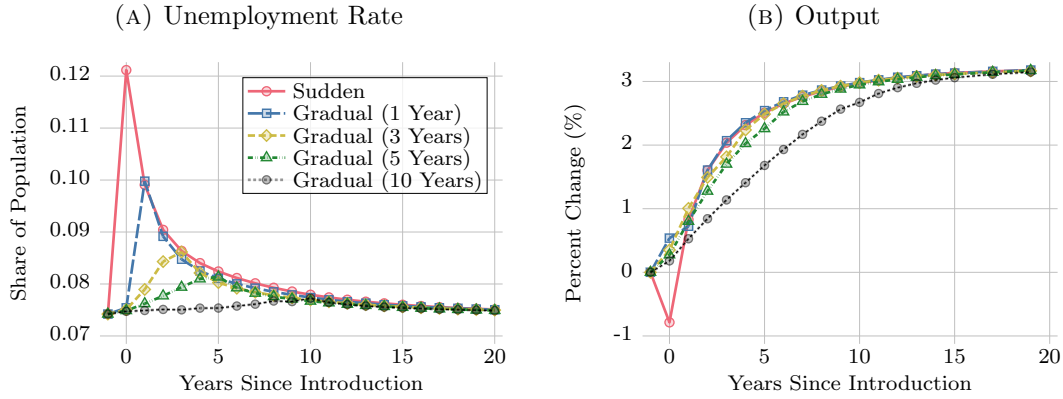 (A) Unemployment Rate
0.12
0.11
0.10
0.09
0.08
0.07
Share of Population
Sudden
Gradual (1 Year)
Gradual (3 Years)
Gradual (5 Years)
Gradual (10 Years)
0 5 10 15 20
Years Since Introduction
(B) Output
3
2
1
0
-1
Percent Change (%)
0 5 10 15 20
Years Since Introduction